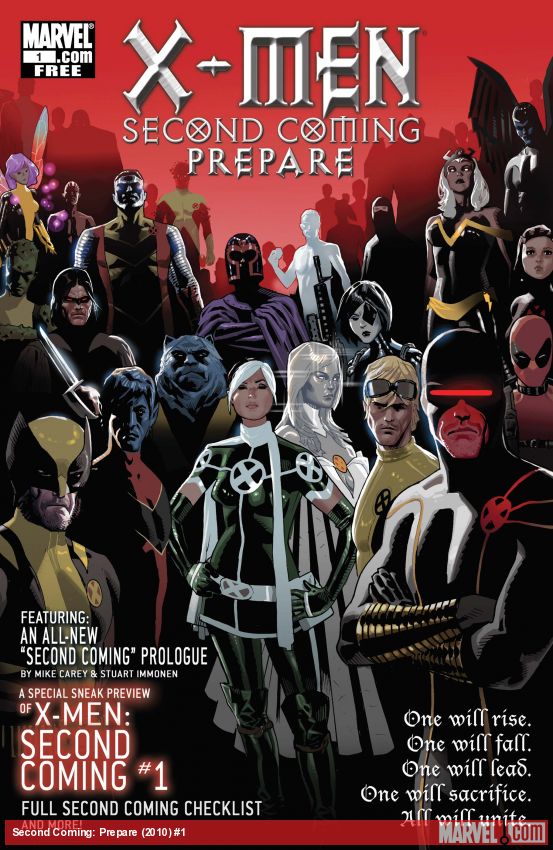 MARVEL
1 .com
FREE
X-MEN
SECOND COMING
PREPARE
FEATURING:
AN ALL-NEW
“SECOND COMING” PROLOGUE
BY MIKE CAREY & STUART IMMONEN
A SPECIAL SNEAK PREVIEW
OF X-MEN:
SECOND
COMING #1
FULL SECOND COMING CHECKLIST
AND MORE!
One will rise.
One will fall.
One will lead.
One will sacrifice.
All will unite.
Second Coming: Prepare (2010) #1
MARVEL.COM